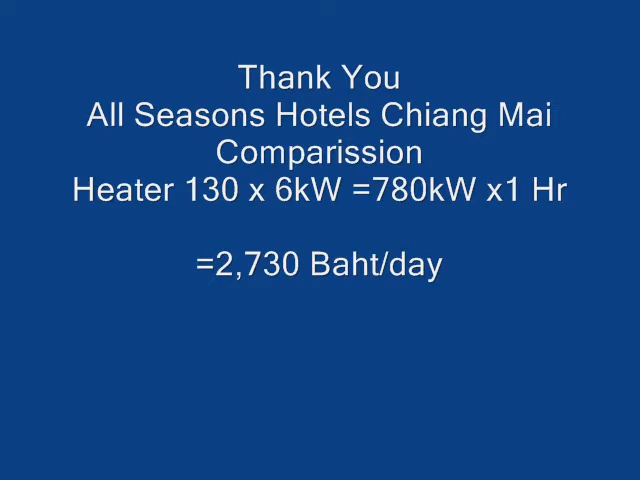 Thank You
All Seasons Hotels Chiang Mai
Comparission
Heater 130 x 6kW =780kW x1 Hr
=2,730 Baht/day